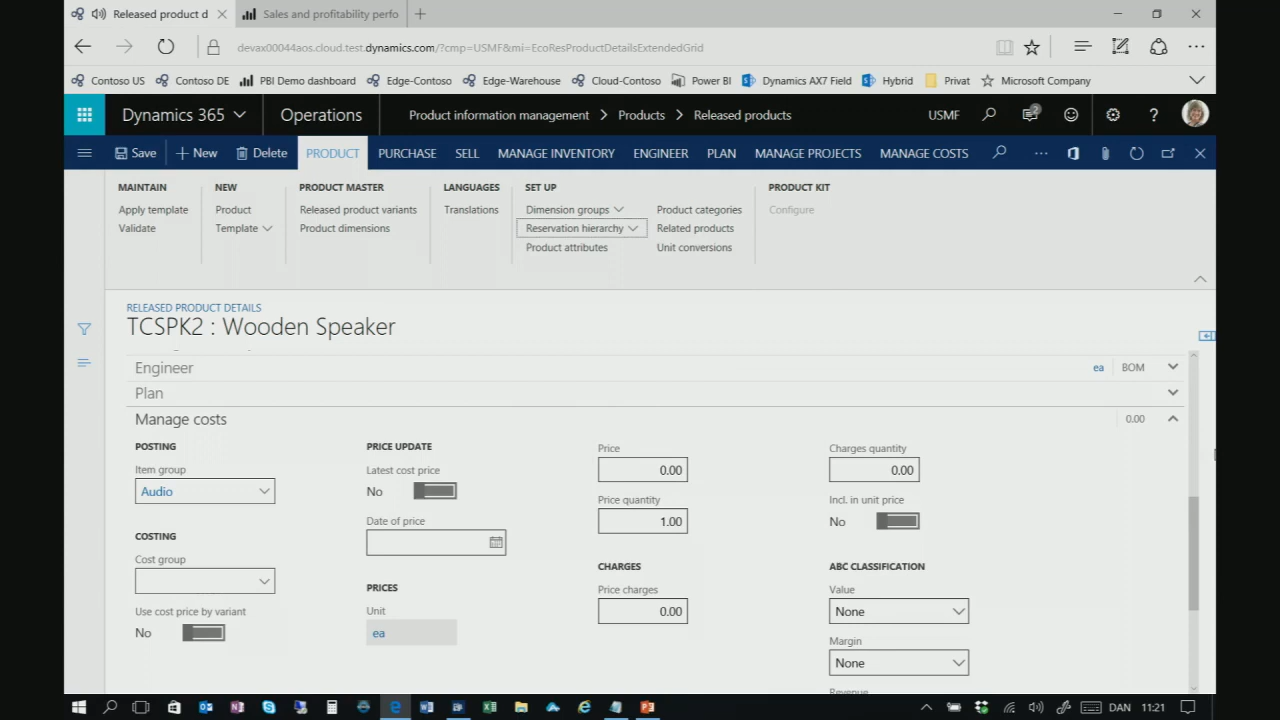 Released product d
Sales and profitability perfo
devax00044aos.cloud.test.dynamics.com/?cmp=USMF&mi=EcoResProductDetailsExtendedGrid
Contoso US
Contoso DE
PBI Demo dashboard
Edge-Contoso
Edge-Warehouse
Cloud-Contoso
Power BI
Dynamics AX7 Field
Hybrid
Privat
Microsoft Company
Dynamics 365
Operations
Product information management > Products > Released products
USMF
2
?
Save
New
Delete
PRODUCT
PURCHASE
SELL
MANAGE INVENTORY
ENGINEER
PLAN
MANAGE PROJECTS
MANAGE COSTS
MAINTAIN
Apply template
Validate
NEW
Product
Template
PRODUCT MASTER
Released product variants
Product dimensions
LANGUAGES
Translations
SET UP
Dimension groups
Reservation hierarchy
Product attributes
Product categories
Related products
Unit conversions
PRODUCT KIT
Configure
RELEASED PRODUCT DETAILS
TCSPK2 : Wooden Speaker
Engineer
ea
BOM
Plan
Manage costs
0.00
POSTING
Item group
Audio
COSTING
Cost group
Use cost price by variant
No
PRICE UPDATE
Latest cost price
No
Date of price
PRICES
Unit
ea
Price
0.00
Price quantity
1.00
CHARGES
Price charges
0.00
Charges quantity
0.00
Incl. in unit price
No
ABC CLASSIFICATION
Value
None
Margin
None
Revenue
DAN
11:21